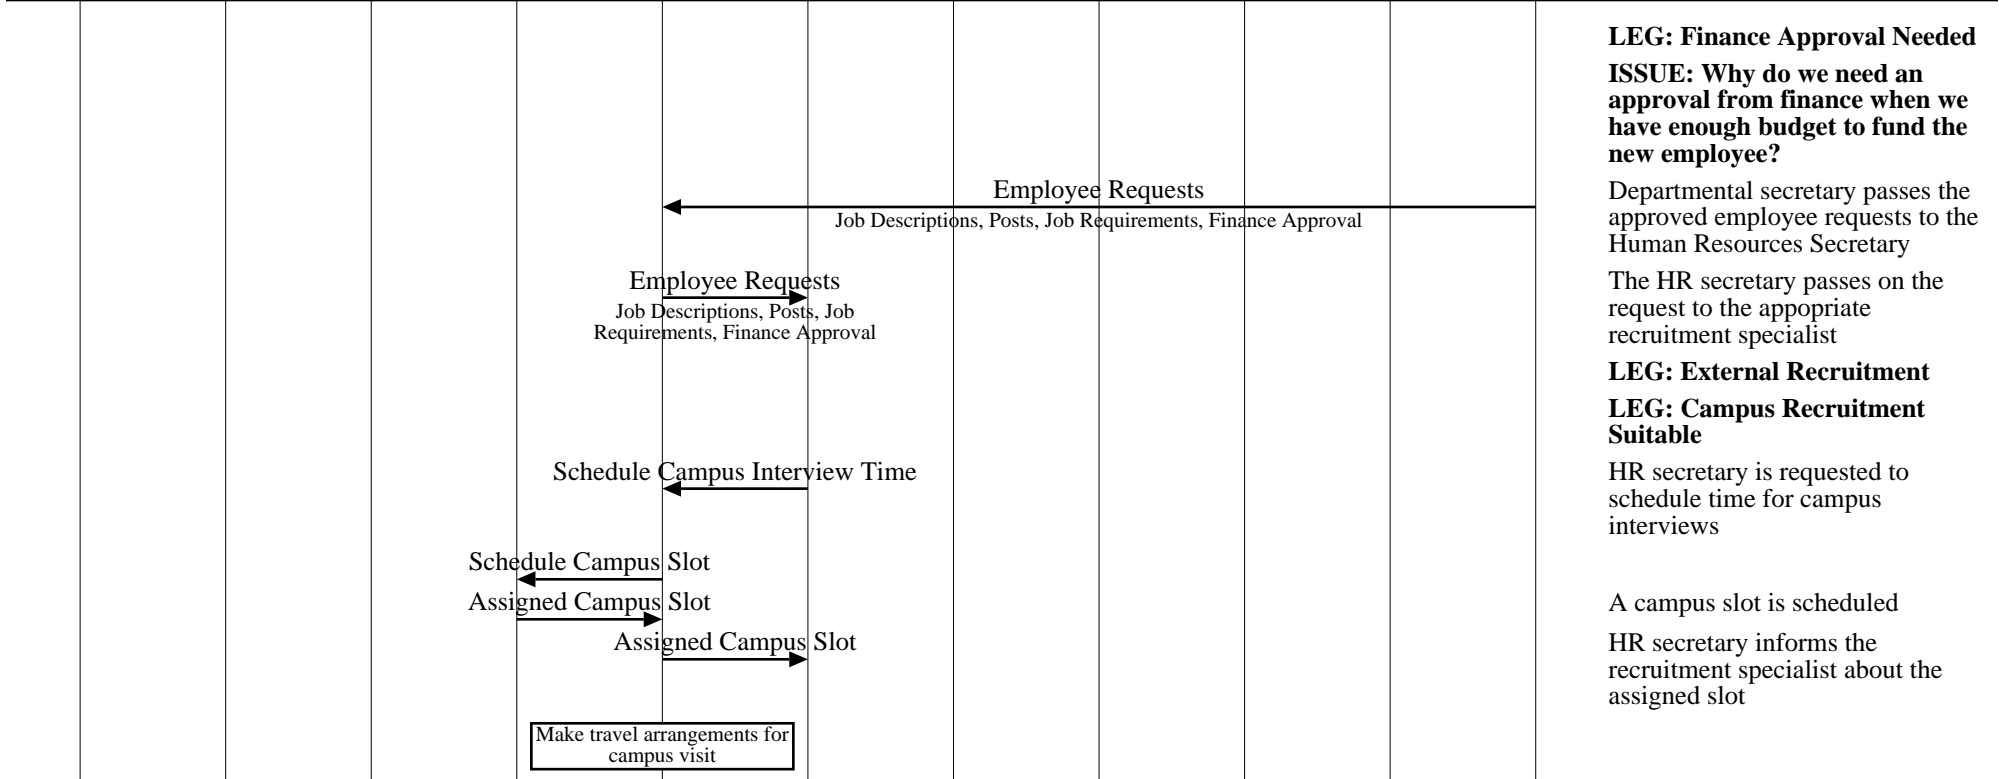 LEG: Finance Approval Needed
ISSUE: Why do we need an
approval from finance when we
have enough budget to fund the
new employee?
Employee Requests
Job Descriptions, Posts, Job Requirements, Finance Approval
Departmental secretary passes the
approved employee requests to the
Human Resources Secretary
Employee Requests
Job Descriptions, Posts, Job
Requirements, Finance Approval
The HR secretary passes on the
request to the appopriate
recruitment specialist
LEG: External Recruitment
LEG: Campus Recruitment
Suitable
Schedule Campus Interview Time
HR secretary is requested to
schedule time for campus
interviews
Schedule Campus Slot
Assigned Campus Slot
A campus slot is scheduled
Assigned Campus Slot
HR secretary informs the
recruitment specialist about the
assigned slot
Make travel arrangements for
campus visit